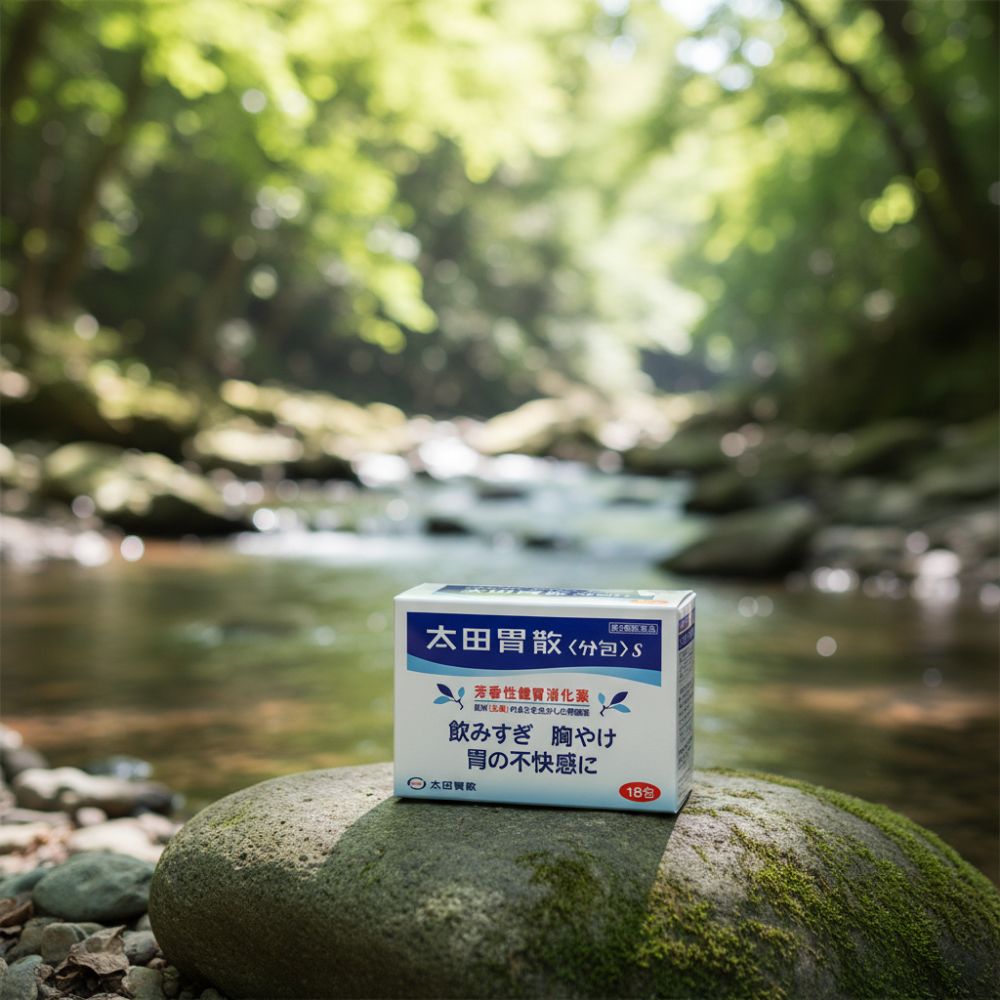 太田胃散〈分包〉S
芳香性健胃消化薬
飲みすぎ 胸やけ
胃の不快感に
太田胃散
18包